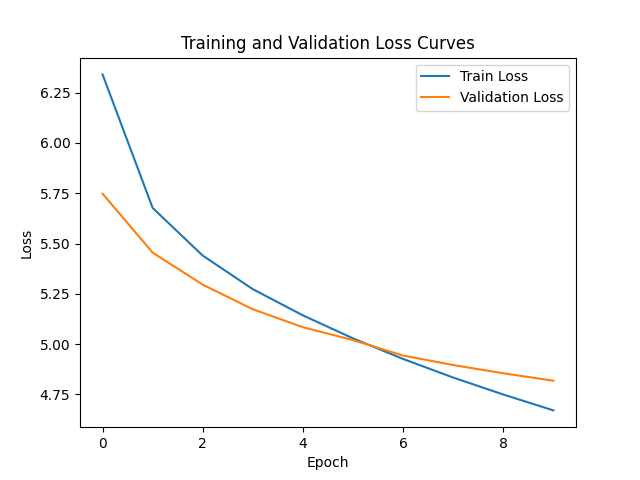 Training and Validation Loss Curves
Train Loss
Validation Loss
6.25
6.00
5.75
5.50
5.25
5.00
4.75
Loss
0 2 4 6 8
Epoch